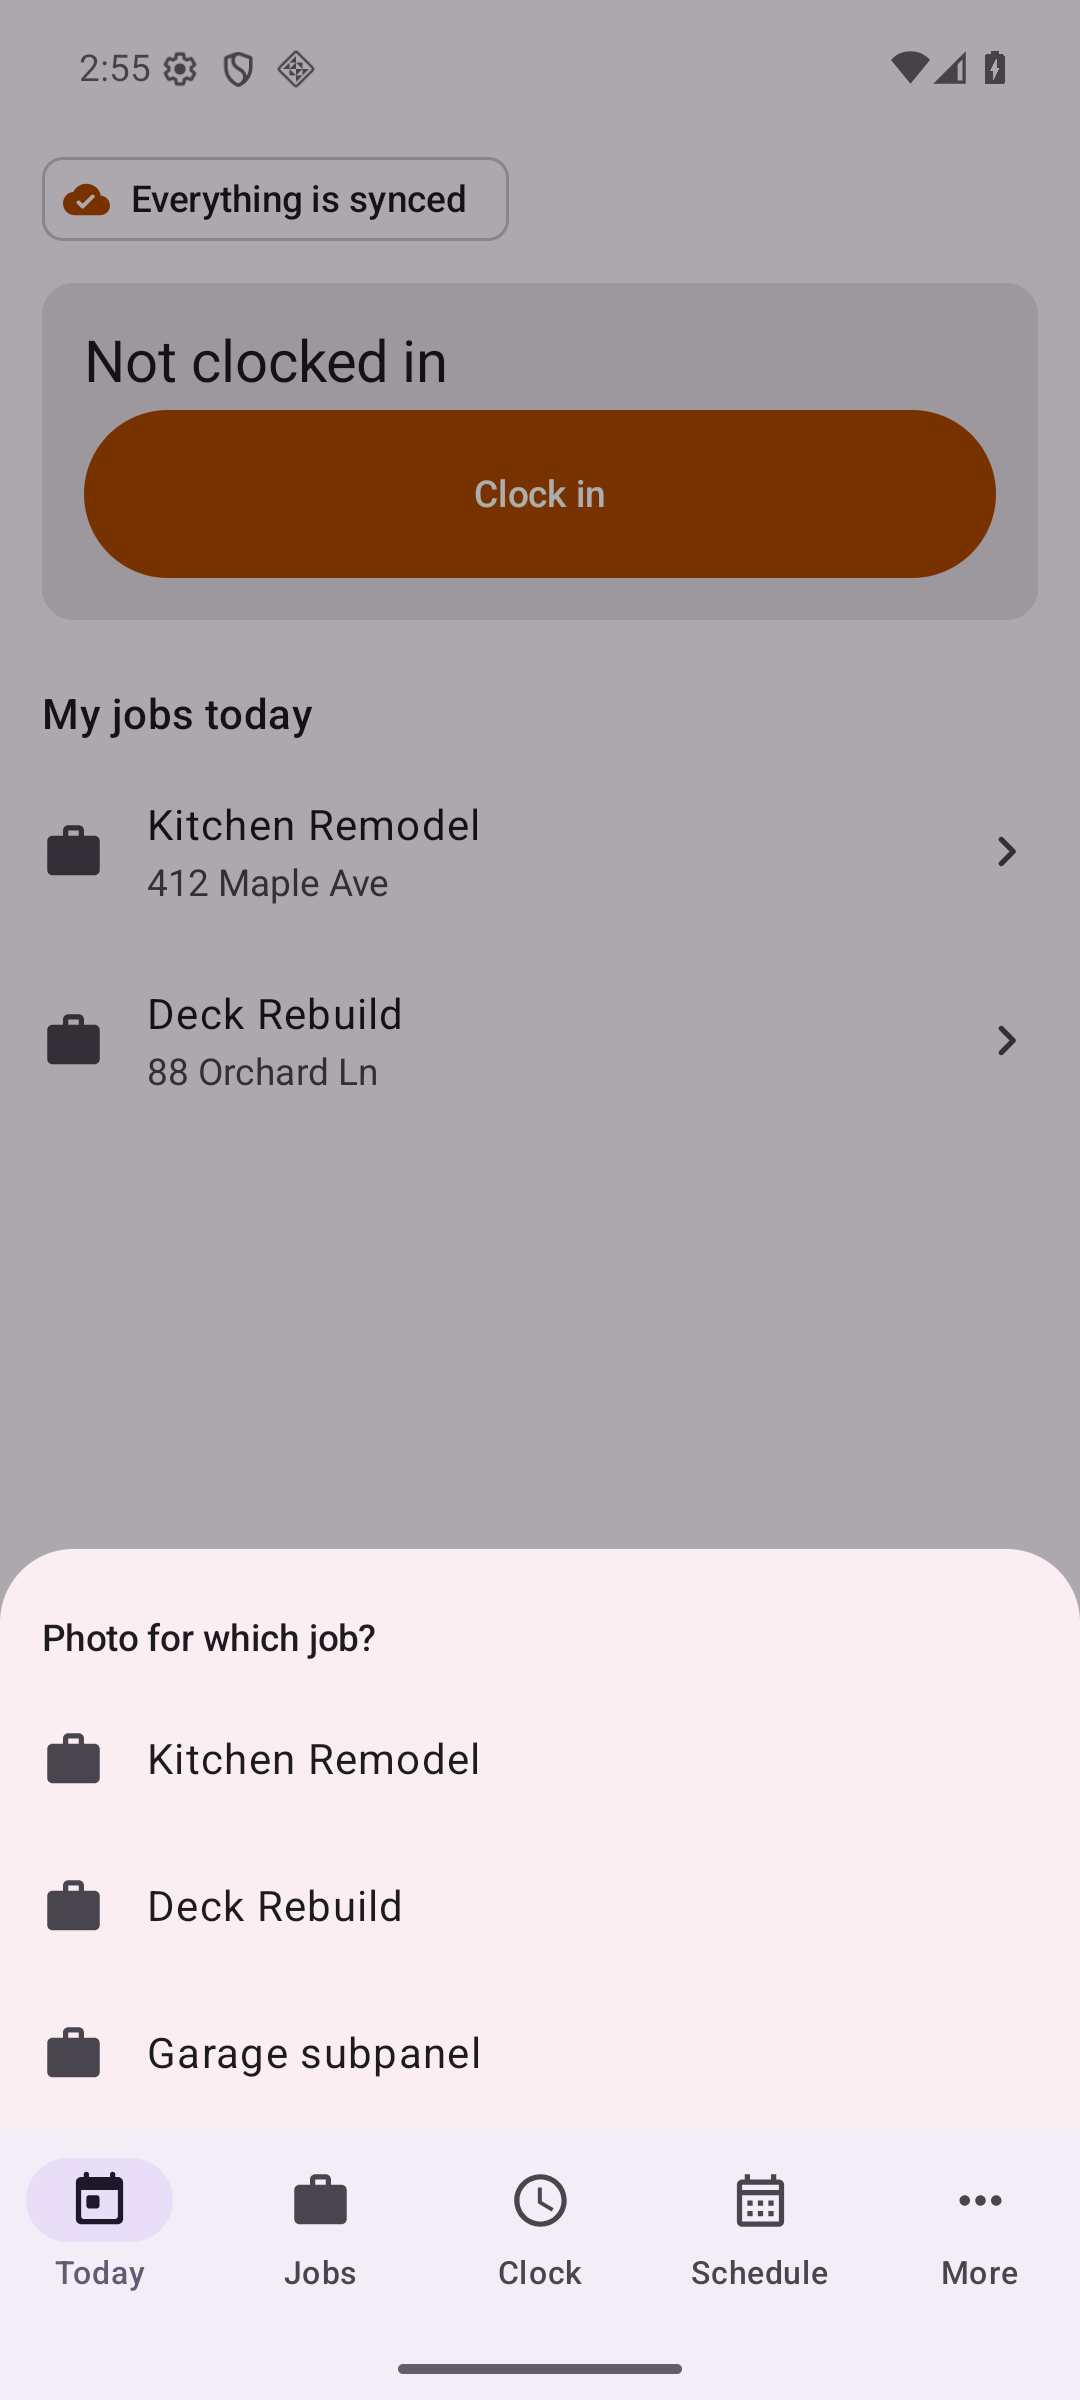 2:55
Everything is synced
Not clocked in
Clock in
My jobs today
Kitchen Remodel
412 Maple Ave
Deck Rebuild
88 Orchard Ln
Photo for which job?
Kitchen Remodel
Deck Rebuild
Garage subpanel
Today
Jobs
Clock
Schedule
More